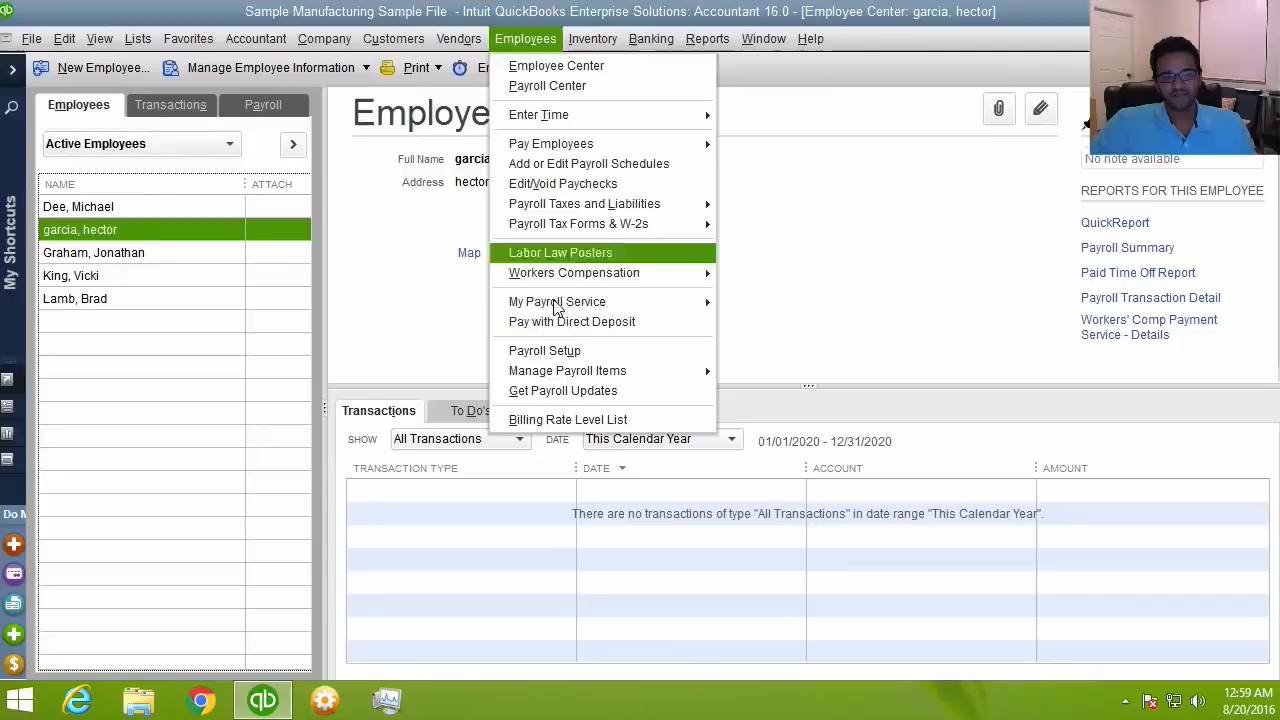 Sample Manufacturing Sample File - Intuit QuickBooks Enterprise Solutions: Accountant 16.0 - [Employee Center: garcia, hector]
File Edit View Lists Favorites Accountant Company Customers Vendors Employees Inventory Banking Reports Window Help
New Employee... Manage Employee Information Print
My Shortcuts
Do
Employees Transactions Payroll
Active Employees
NAME ATTACH
Dee, Michael
garcia, hector
Graham, Jonathan
King, Vicki
Lamb, Brad
Employee Center
Payroll Center
Enter Time
Pay Employees
Add or Edit Payroll Schedules
Edit/Void Paychecks
Payroll Taxes and Liabilities
Payroll Tax Forms & W-2s
Labor Law Posters
Workers Compensation
My Payroll Service
Pay with Direct Deposit
Payroll Setup
Manage Payroll Items
Get Payroll Updates
Billing Rate Level List
Employe
Full Name garcia
Address hector
Map
No note available
REPORTS FOR THIS EMPLOYEE
QuickReport
Payroll Summary
Paid Time Off Report
Payroll Transaction Detail
Workers' Comp Payment
Service - Details
Transactions To Do's
SHOW All Transactions DATE This Calendar Year 01/01/2020 - 12/31/2020
TRANSACTION TYPE DATE ACCOUNT AMOUNT
There are no transactions of type "All Transactions" in date range "This Calendar Year".
12:59 AM
8/20/2016